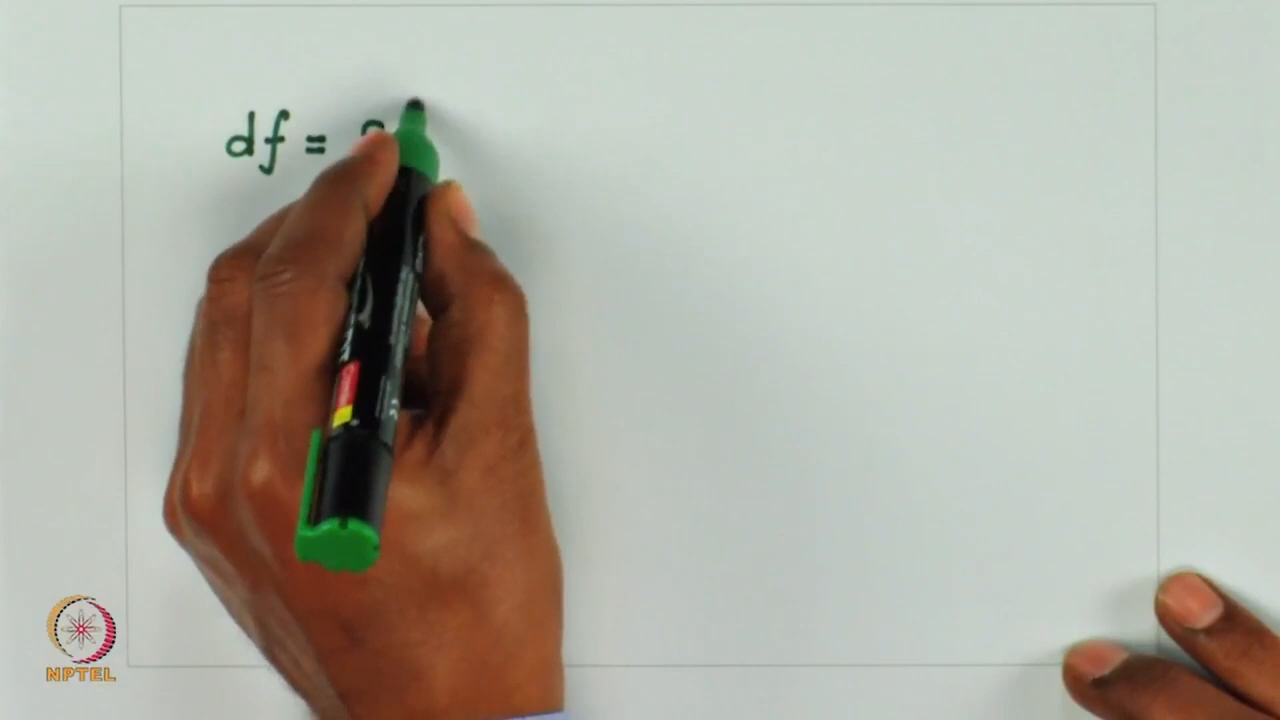 df =
NPTEL